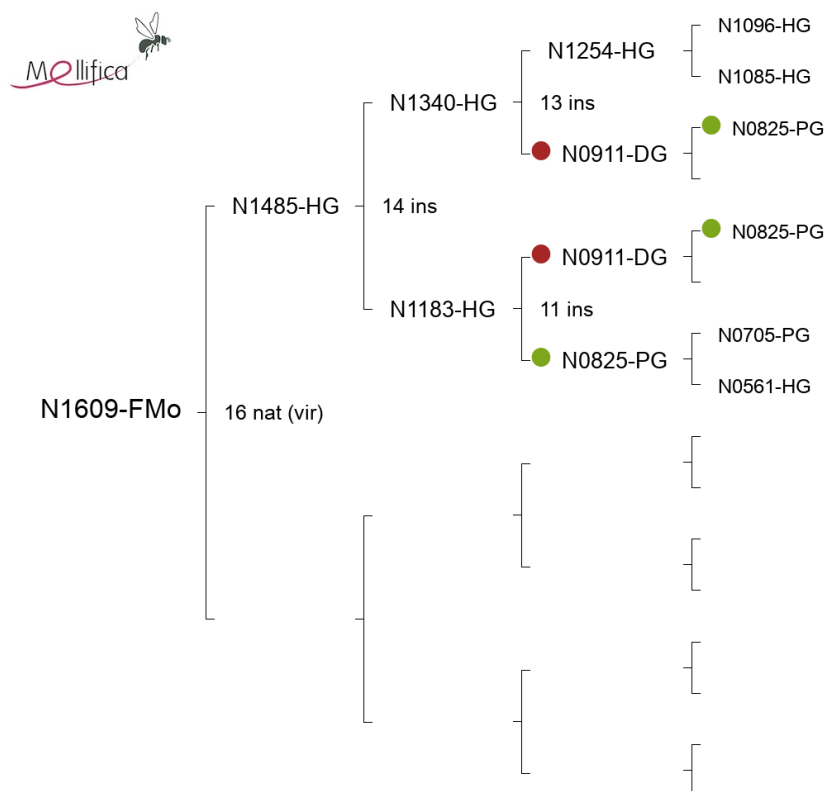 Mellifica
N1096-HG
N1254-HG
N1085-HG
N1340-HG
13 ins
N0825-PG
N0911-DG
N1485-HG
14 ins
N0825-PG
N0911-DG
N1183-HG
11 ins
N0705-PG
N0825-PG
N0561-HG
N1609-FMo
16 nat (vir)